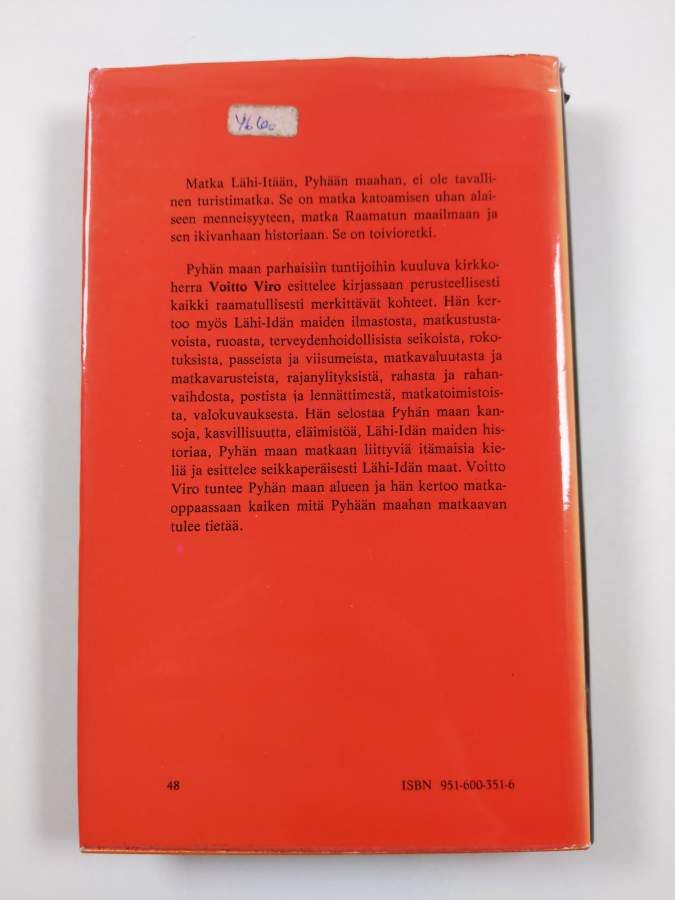 Matka Lähi-Itään, Pyhään maahan, ei ole tavalli-
nen turistimatka. Se on matka katoamisen uhan alai-
seen menneisyyteen, matka Raamatun maailmaan ja
sen ikivanhaan historiaan. Se on toivioretki.
Pyhän maan parhaisiin tuntijoihin kuuluva kirkko-
herra Voitto Viro esittelee kirjassaan perusteellisesti
kaikki raamatullisesti merkittävät kohteet. Hän ker-
too myös Lähi-Idän maiden ilmastosta, matkustusta-
voista, ruoasta, terveydenhoidollisista seikoista, roko-
tuksista, passeista ja viisumeista, matkavaluutasta ja
matkavarusteista, rajanylityksistä, rahasta ja rahan-
vaihdosta, postista ja lennättimestä, matkatoimistois-
ta, valokuvauksesta. Hän selostaa Pyhän maan kan-
soja, kasvillisuutta, eläimistöä, Lähi-Idän maiden his-
toriaa, Pyhän maan matkaan liittyviä itämaisia kie-
liä ja esittelee seikkaperäisesti Lähi-Idän maat. Voitto
Viro tuntee Pyhän maan alueen ja hän kertoo matka-
oppaassaan kaiken mitä Pyhään maahan matkaavan
tulee tietää.
48
ISBN 951-600-351-6